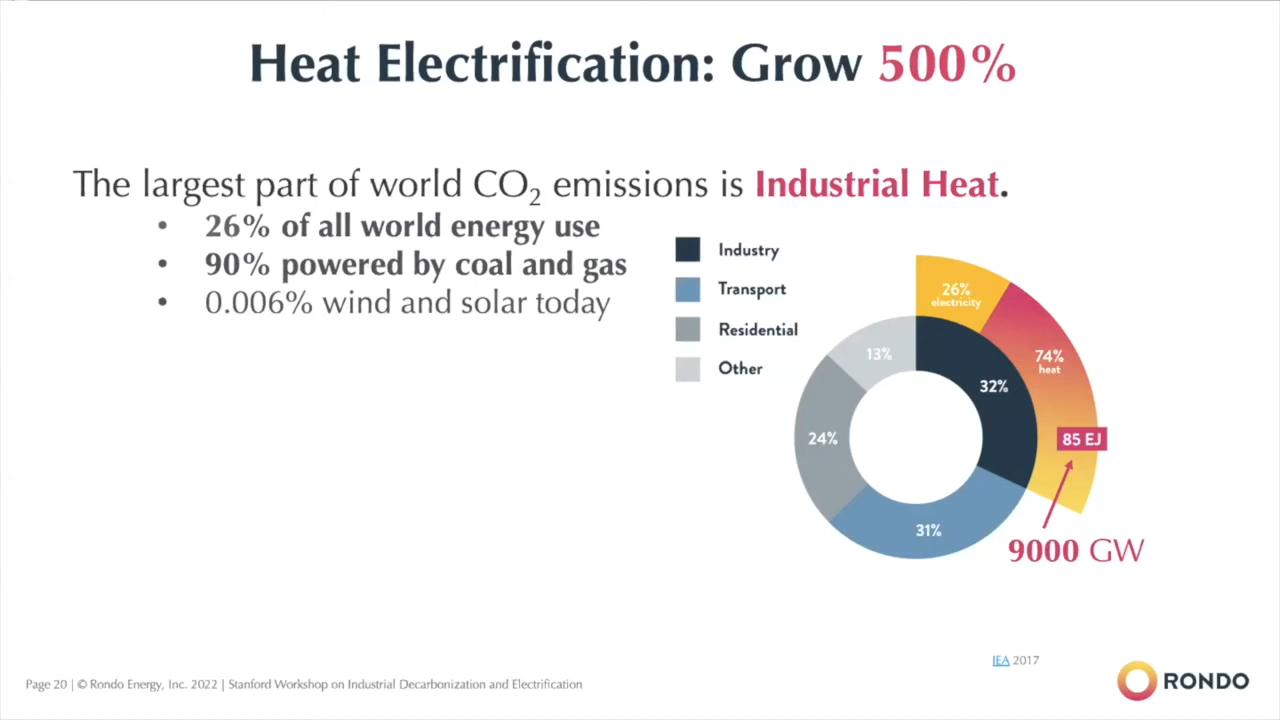 Heat Electrification: Grow 500%
The largest part of world CO₂ emissions is Industrial Heat.
• 26% of all world energy use
• 90% powered by coal and gas
• 0.006% wind and solar today
Industry
Transport
Residential
Other
26%
electricity
74%
heat
13%
32%
24%
85 EJ
31%
9000 GW
IEA 2017
Page 20 | © Rondo Energy, Inc. 2022 | Stanford Workshop on Industrial Decarbonization and Electrification
RONDO